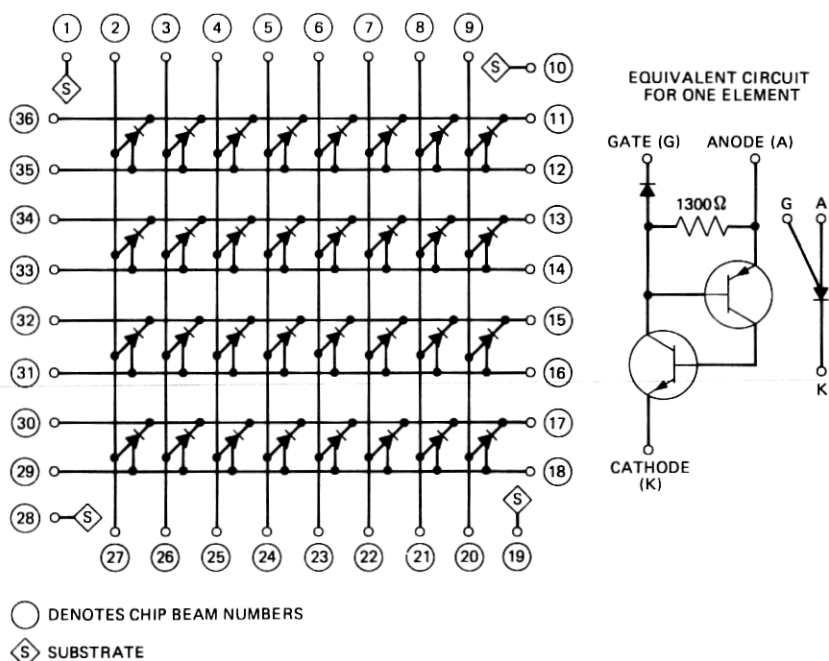 1 2 3 4 5 6 7 8 9
S S 10
36 11
35 12
34 13
33 14
32 15
31 16
30 17
29 18
28 S S
27 26 25 24 23 22 21 20 19
EQUIVALENT CIRCUIT
FOR ONE ELEMENT
GATE (G) ANODE (A)
1300Ω G A
K
CATHODE
(K)
DENOTES CHIP BEAM NUMBERS
S SUBSTRATE